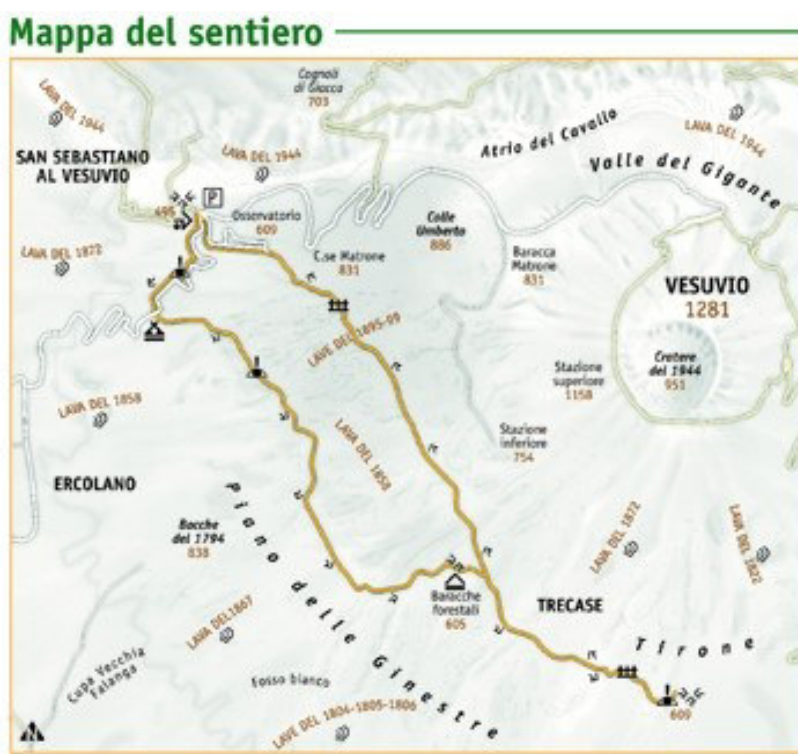 Mappa del sentiero
LAVA DEL 1944
Cognoli
di Giacca
703
Atrio del Cavallo
LAVA DEL 1944
SAN SEBASTIANO
AL VESUVIO
LAVA DEL 1944
Valle del Gigante
P
495
Osservatorio
609
Colle
Umberto
886
C.se Matrone
831
Baracca
Matrone
831
LAVA DEL 1872
VESUVIO
1281
LAVE DEL 1895-99
Cratere
del 1944
951
Stazione
superiore
1158
LAVA DEL 1858
Stazione
inferiore
754
LAVA DEL 1858
ERCOLANO
Piano delle Ginestre
Bocche
del 1794
838
LAVA DEL 1872
LAVA DEL 1822
Baracche
forestali
605
TRECASE
LAVA DEL 1867
Tirone
Cupa Vecchia
Falanga
Fosso bianco
LAVE DEL 1804-1805-1806
609
N